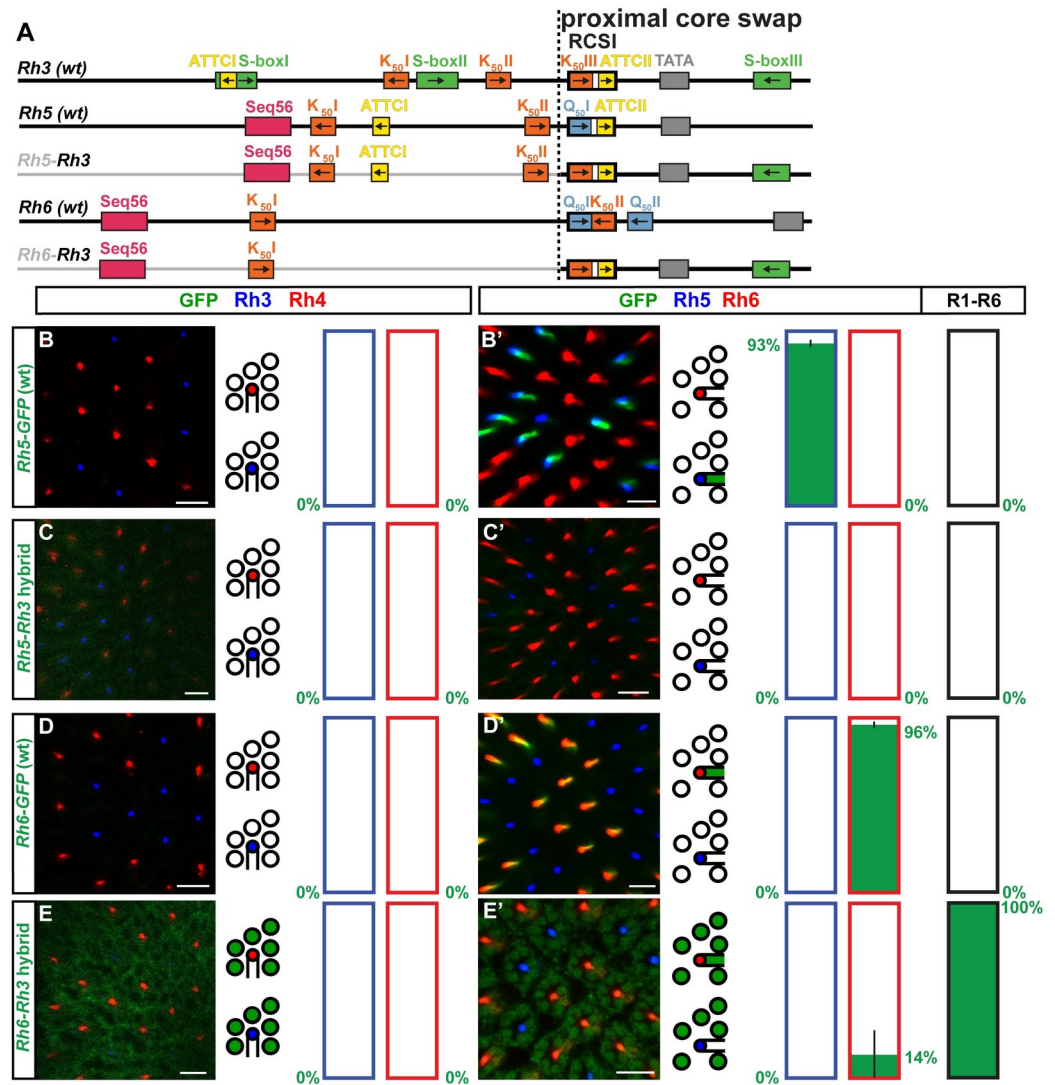 A
proximal core swap
RCSI
Rh3 (wt)
ATTCI S-boxI K50I S-boxII K50II K50III ATTCII TATA S-boxIII
Rh5 (wt)
Seq56 K50I ATTCI K50II Q50I ATTCII
Rh5-Rh3
Seq56 K50I ATTCI K50II
Rh6 (wt)
Seq56 K50I Q50I K50II Q50II
Rh6-Rh3
Seq56 K50I
GFP Rh3 Rh4
GFP Rh5 Rh6
R1-R6
Rh5-GFP (wt)
B
0% 0%
B'
93% 0% 0%
Rh5-Rh3 hybrid
C
0% 0%
C'
0% 0% 0%
Rh6-GFP (wt)
D
0% 0%
D'
0% 96% 0%
Rh6-Rh3 hybrid
E
0% 0%
E'
0% 14% 100%